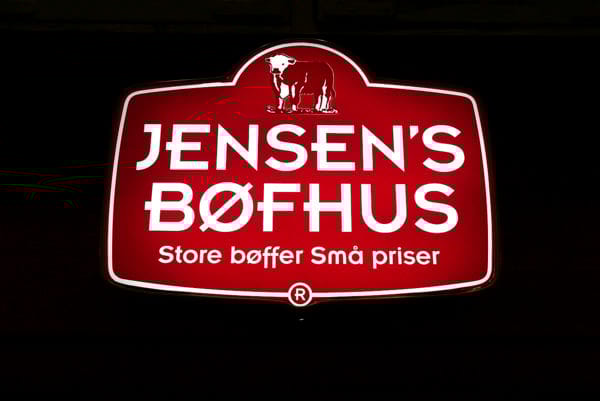 JENSEN'S
BØFHUS
Store bøffer Små priser
®